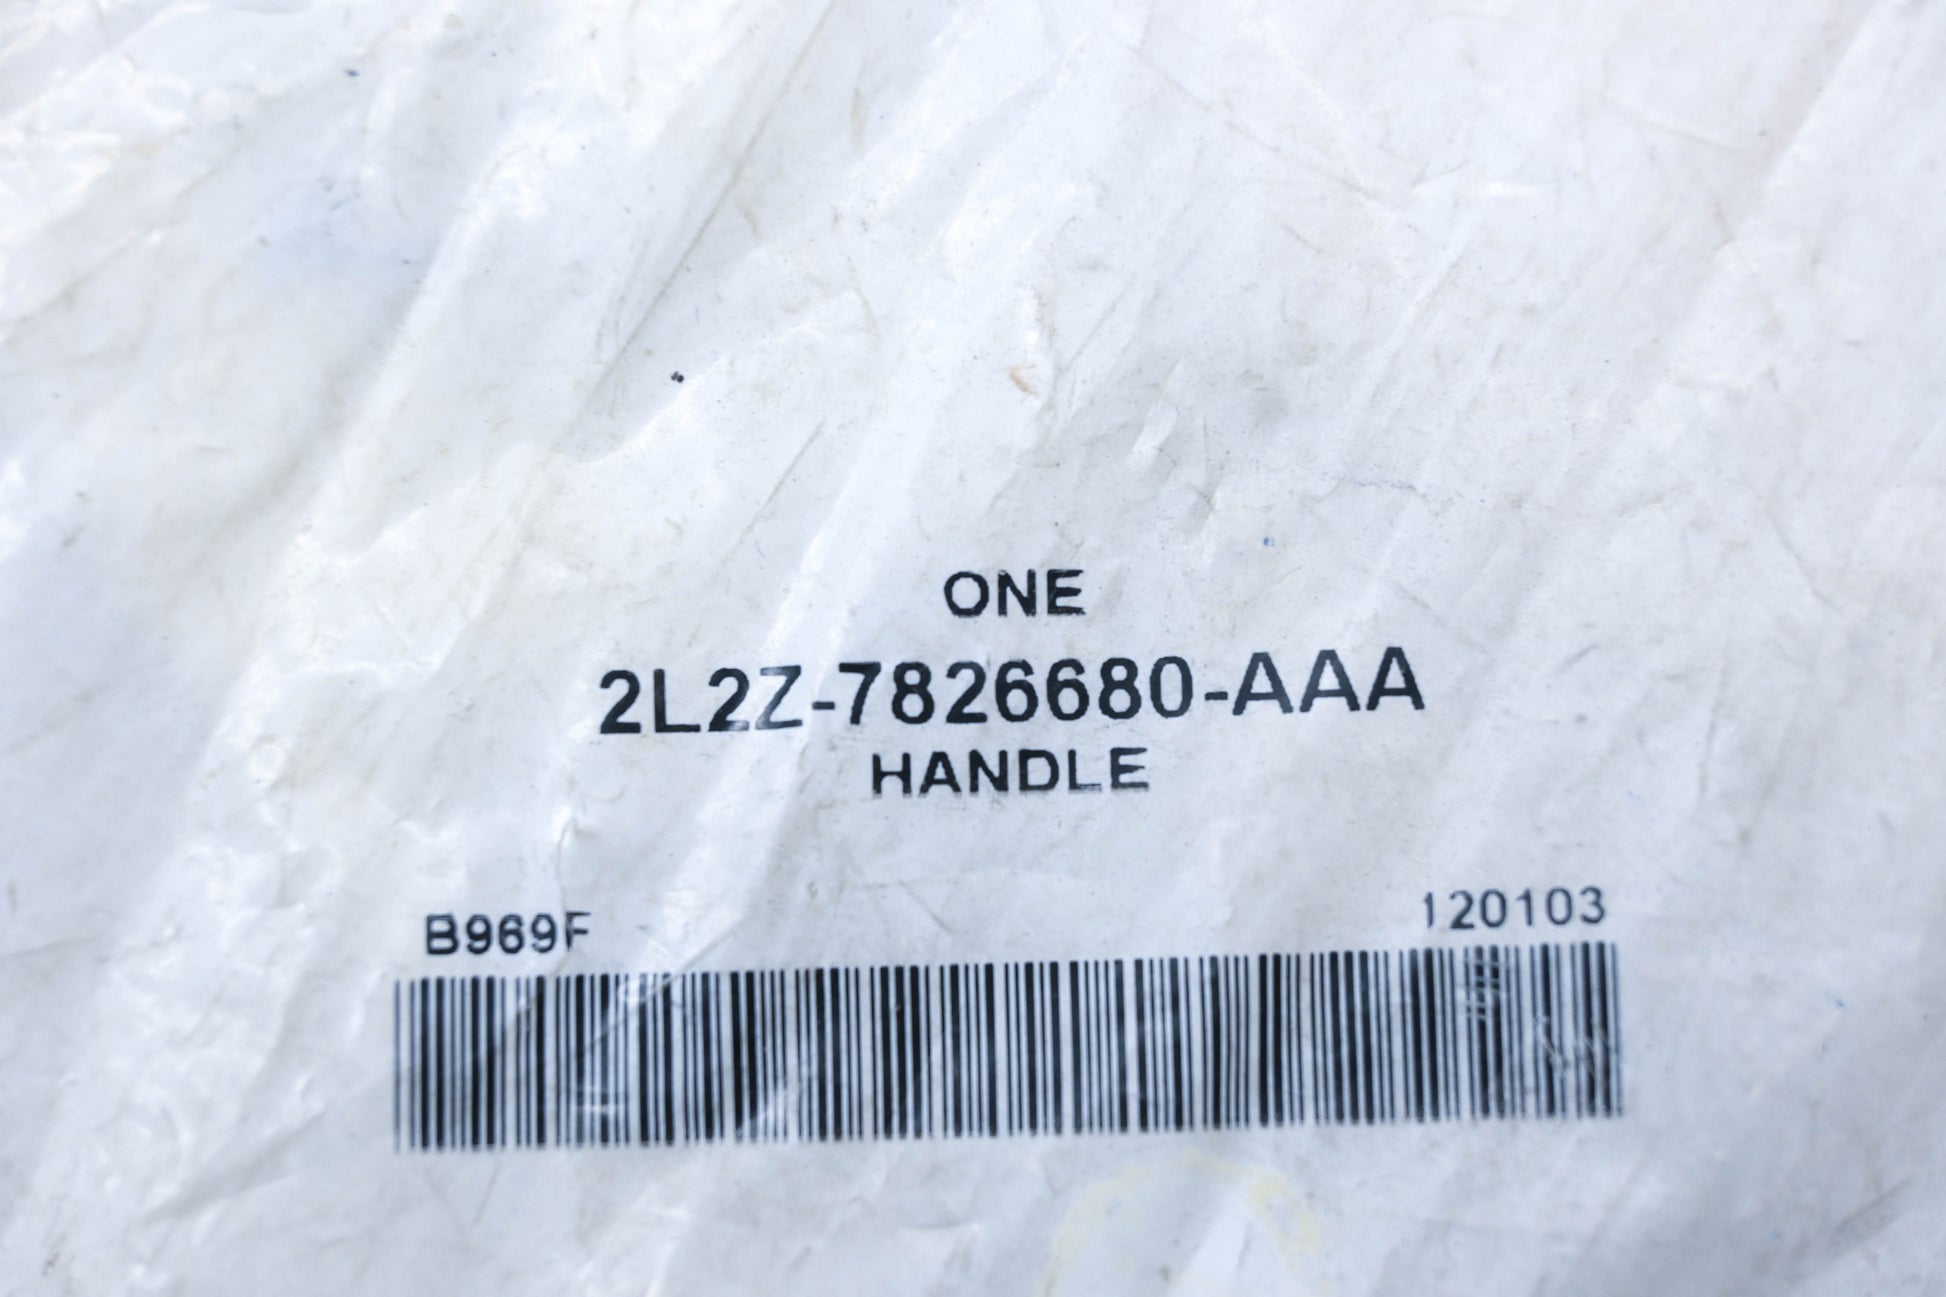 ONE
2L2Z-7826680-AAA
HANDLE
B969F 120103